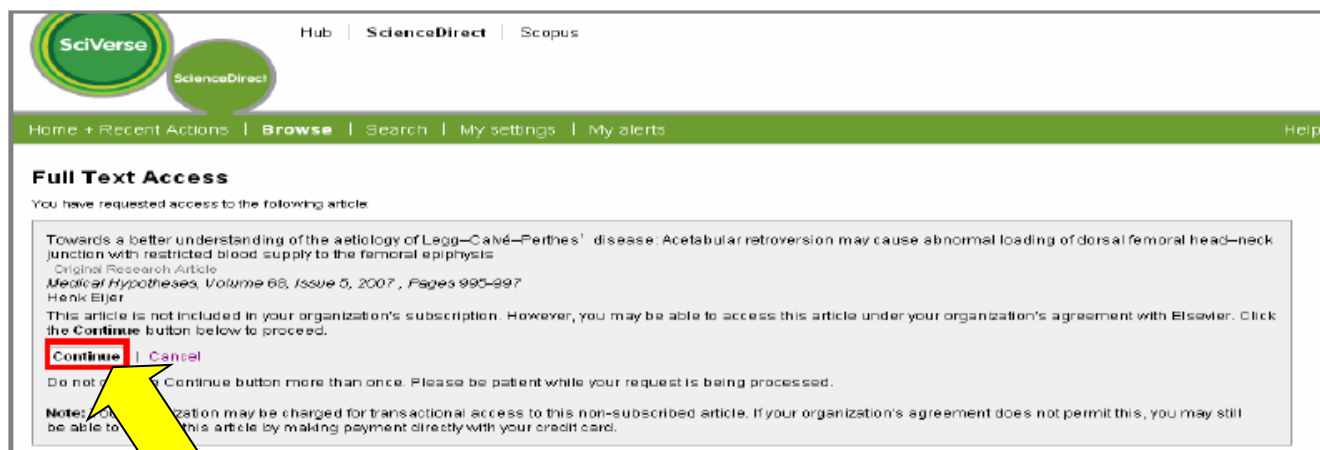 SciVerse
ScienceDirect
Hub | ScienceDirect | Scopus
Home + Recent Actions | Browse | Search | My settings | My alerts
Help
Full Text Access
You have requested access to the following article:
Towards a better understanding of the aetiology of Legg–Calvé–Perthes' disease: Acetabular retroversion may cause abnormal loading of dorsal femoral head–neck
junction with restricted blood supply to the femoral epiphysis
Original Research Article
Medical Hypotheses, Volume 68, Issue 5, 2007 , Pages 995-997
Henk Eijer
This article is not included in your organization's subscription. However, you may be able to access this article under your organization's agreement with Elsevier. Click
the Continue button below to proceed.
Continue | Cancel
Do not Continue button more than once. Please be patient while your request is being processed.
Note: may be charged for transactional access to this non-subscribed article. If your organization's agreement does not permit this, you may still
be able to this article by making payment directly with your credit card.